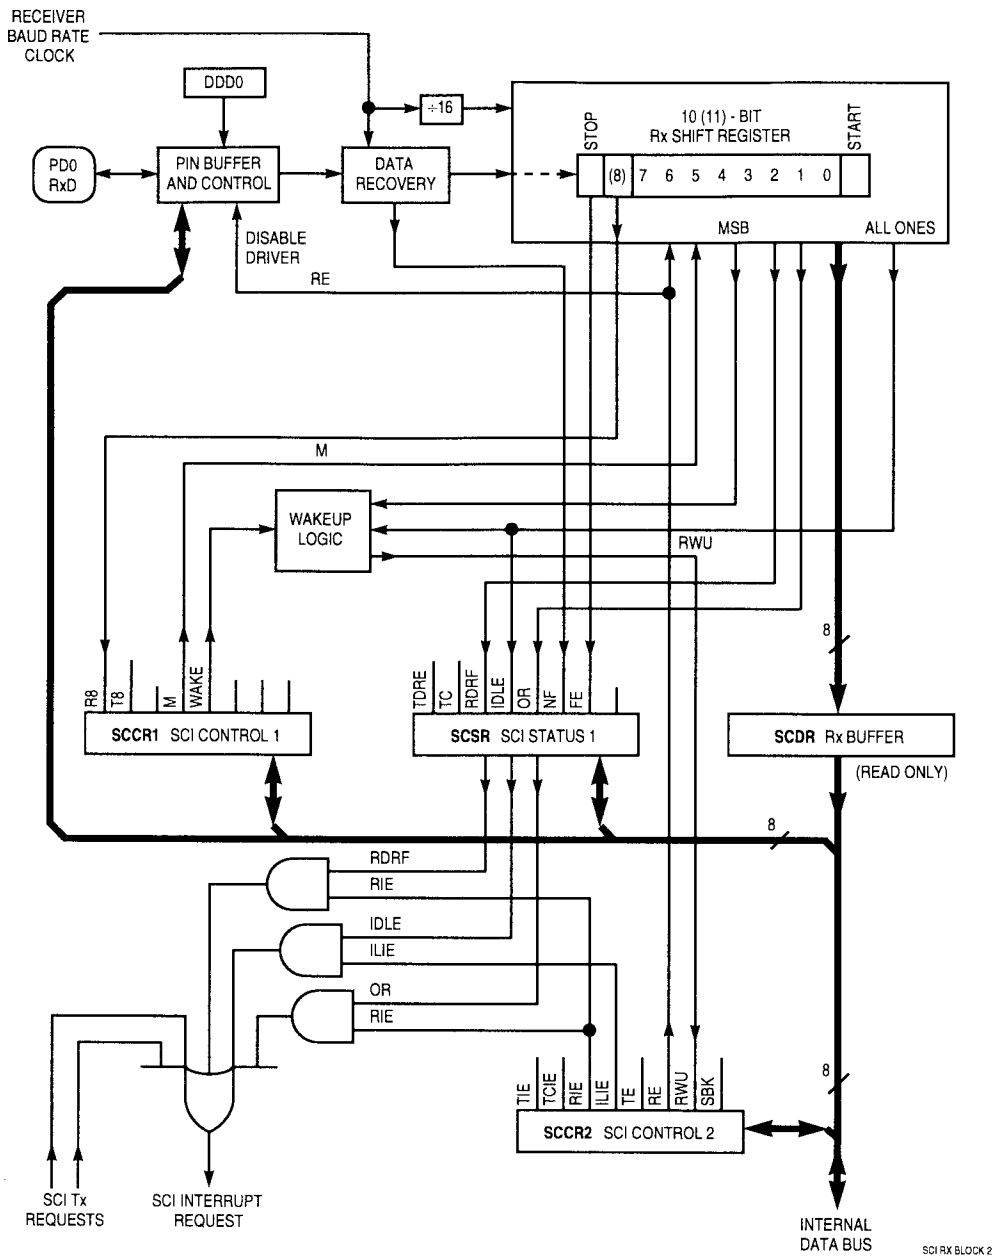 RECEIVER
BAUD RATE
CLOCK
DDD0
÷16
10 (11) - BIT
Rx SHIFT REGISTER
STOP
START
PD0
RxD
PIN BUFFER
AND CONTROL
DATA
RECOVERY
(8) 7 6 5 4 3 2 1 0
DISABLE
DRIVER
MSB
ALL ONES
RE
M
WAKEUP
LOGIC
RWU
8
R8
T8
M
WAKE
TDRE
TC
RDRF
IDLE
OR
NF
FE
SCCR1 SCI CONTROL 1
SCSR SCI STATUS 1
SCDR Rx BUFFER
(READ ONLY)
8
RDRF
RIE
IDLE
ILIE
OR
RIE
8
TIE
TCIE
RIE
ILIE
TE
RE
RWU
SBK
SCCR2 SCI CONTROL 2
SCI Tx
REQUESTS
SCI INTERRUPT
REQUEST
INTERNAL
DATA BUS
SCI RX BLOCK 2